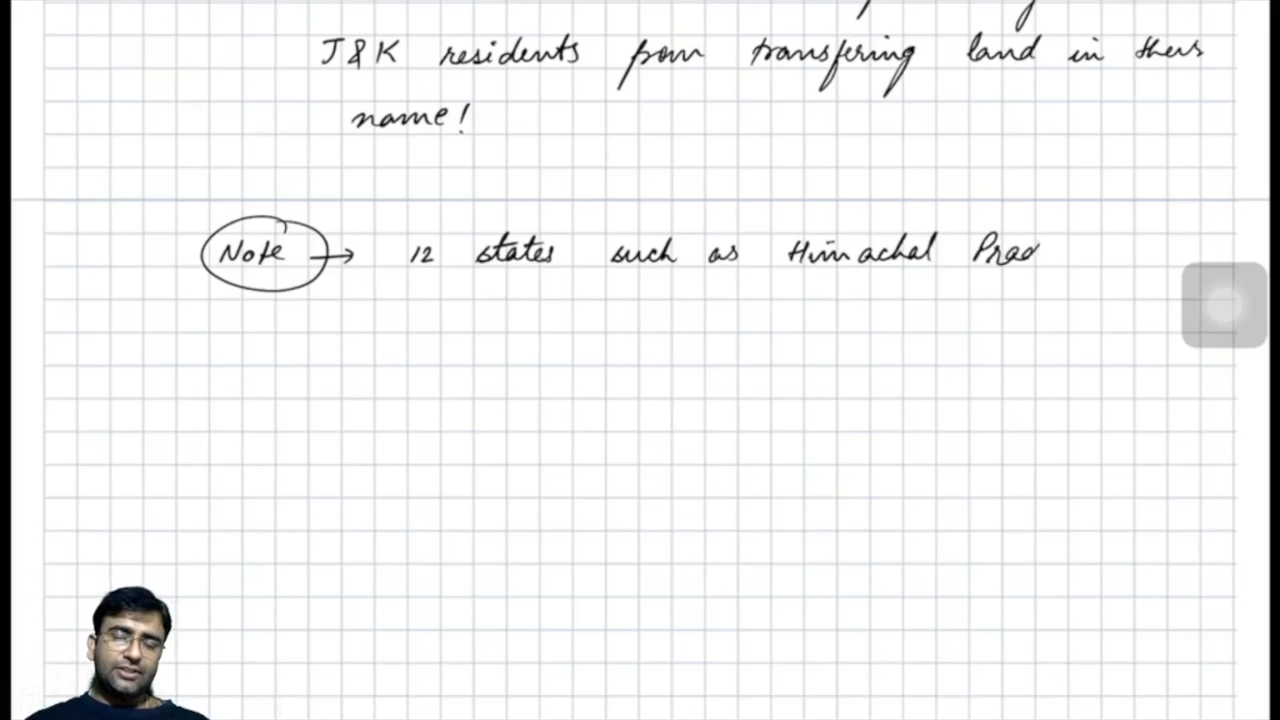 J&K residents from transfering land in their
name!
Note → 12 states such as Himachal Prad